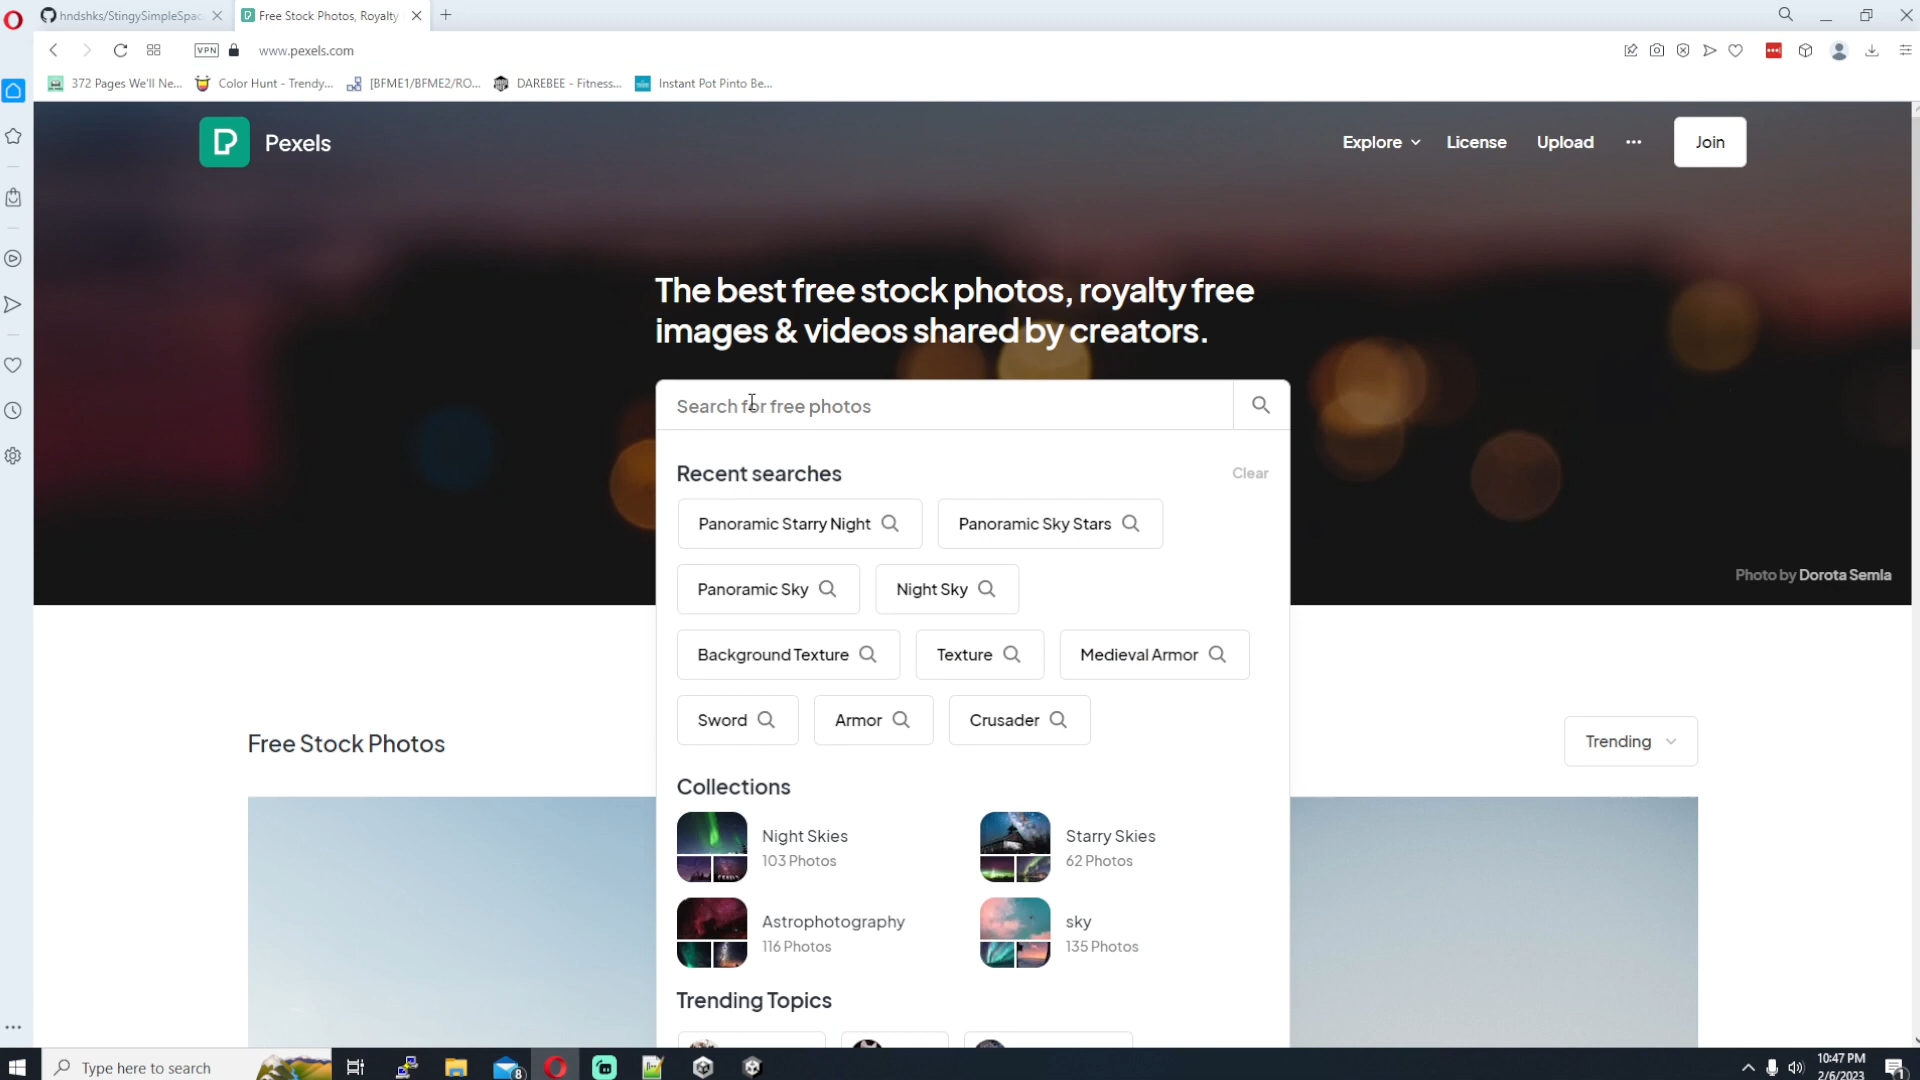 hndshks/StingySimpleSpac
Free Stock Photos, Royalty
VPN
www.pexels.com
372 Pages We'll Ne...
Color Hunt - Trendy...
[BFME1/BFME2/RO...
DAREBEE - Fitness...
Instant Pot Pinto Be...
Pexels
Explore
License
Upload
Join
The best free stock photos, royalty free
images & videos shared by creators.
Search for free photos
Recent searches
Clear
Panoramic Starry Night
Panoramic Sky Stars
Panoramic Sky
Night Sky
Photo by Dorota Semla
Background Texture
Texture
Medieval Armor
Sword
Armor
Crusader
Free Stock Photos
Trending
Collections
Night Skies
103 Photos
Starry Skies
62 Photos
Astrophotography
116 Photos
sky
135 Photos
Trending Topics
Type here to search
8
10:47 PM
2/6/2023
1